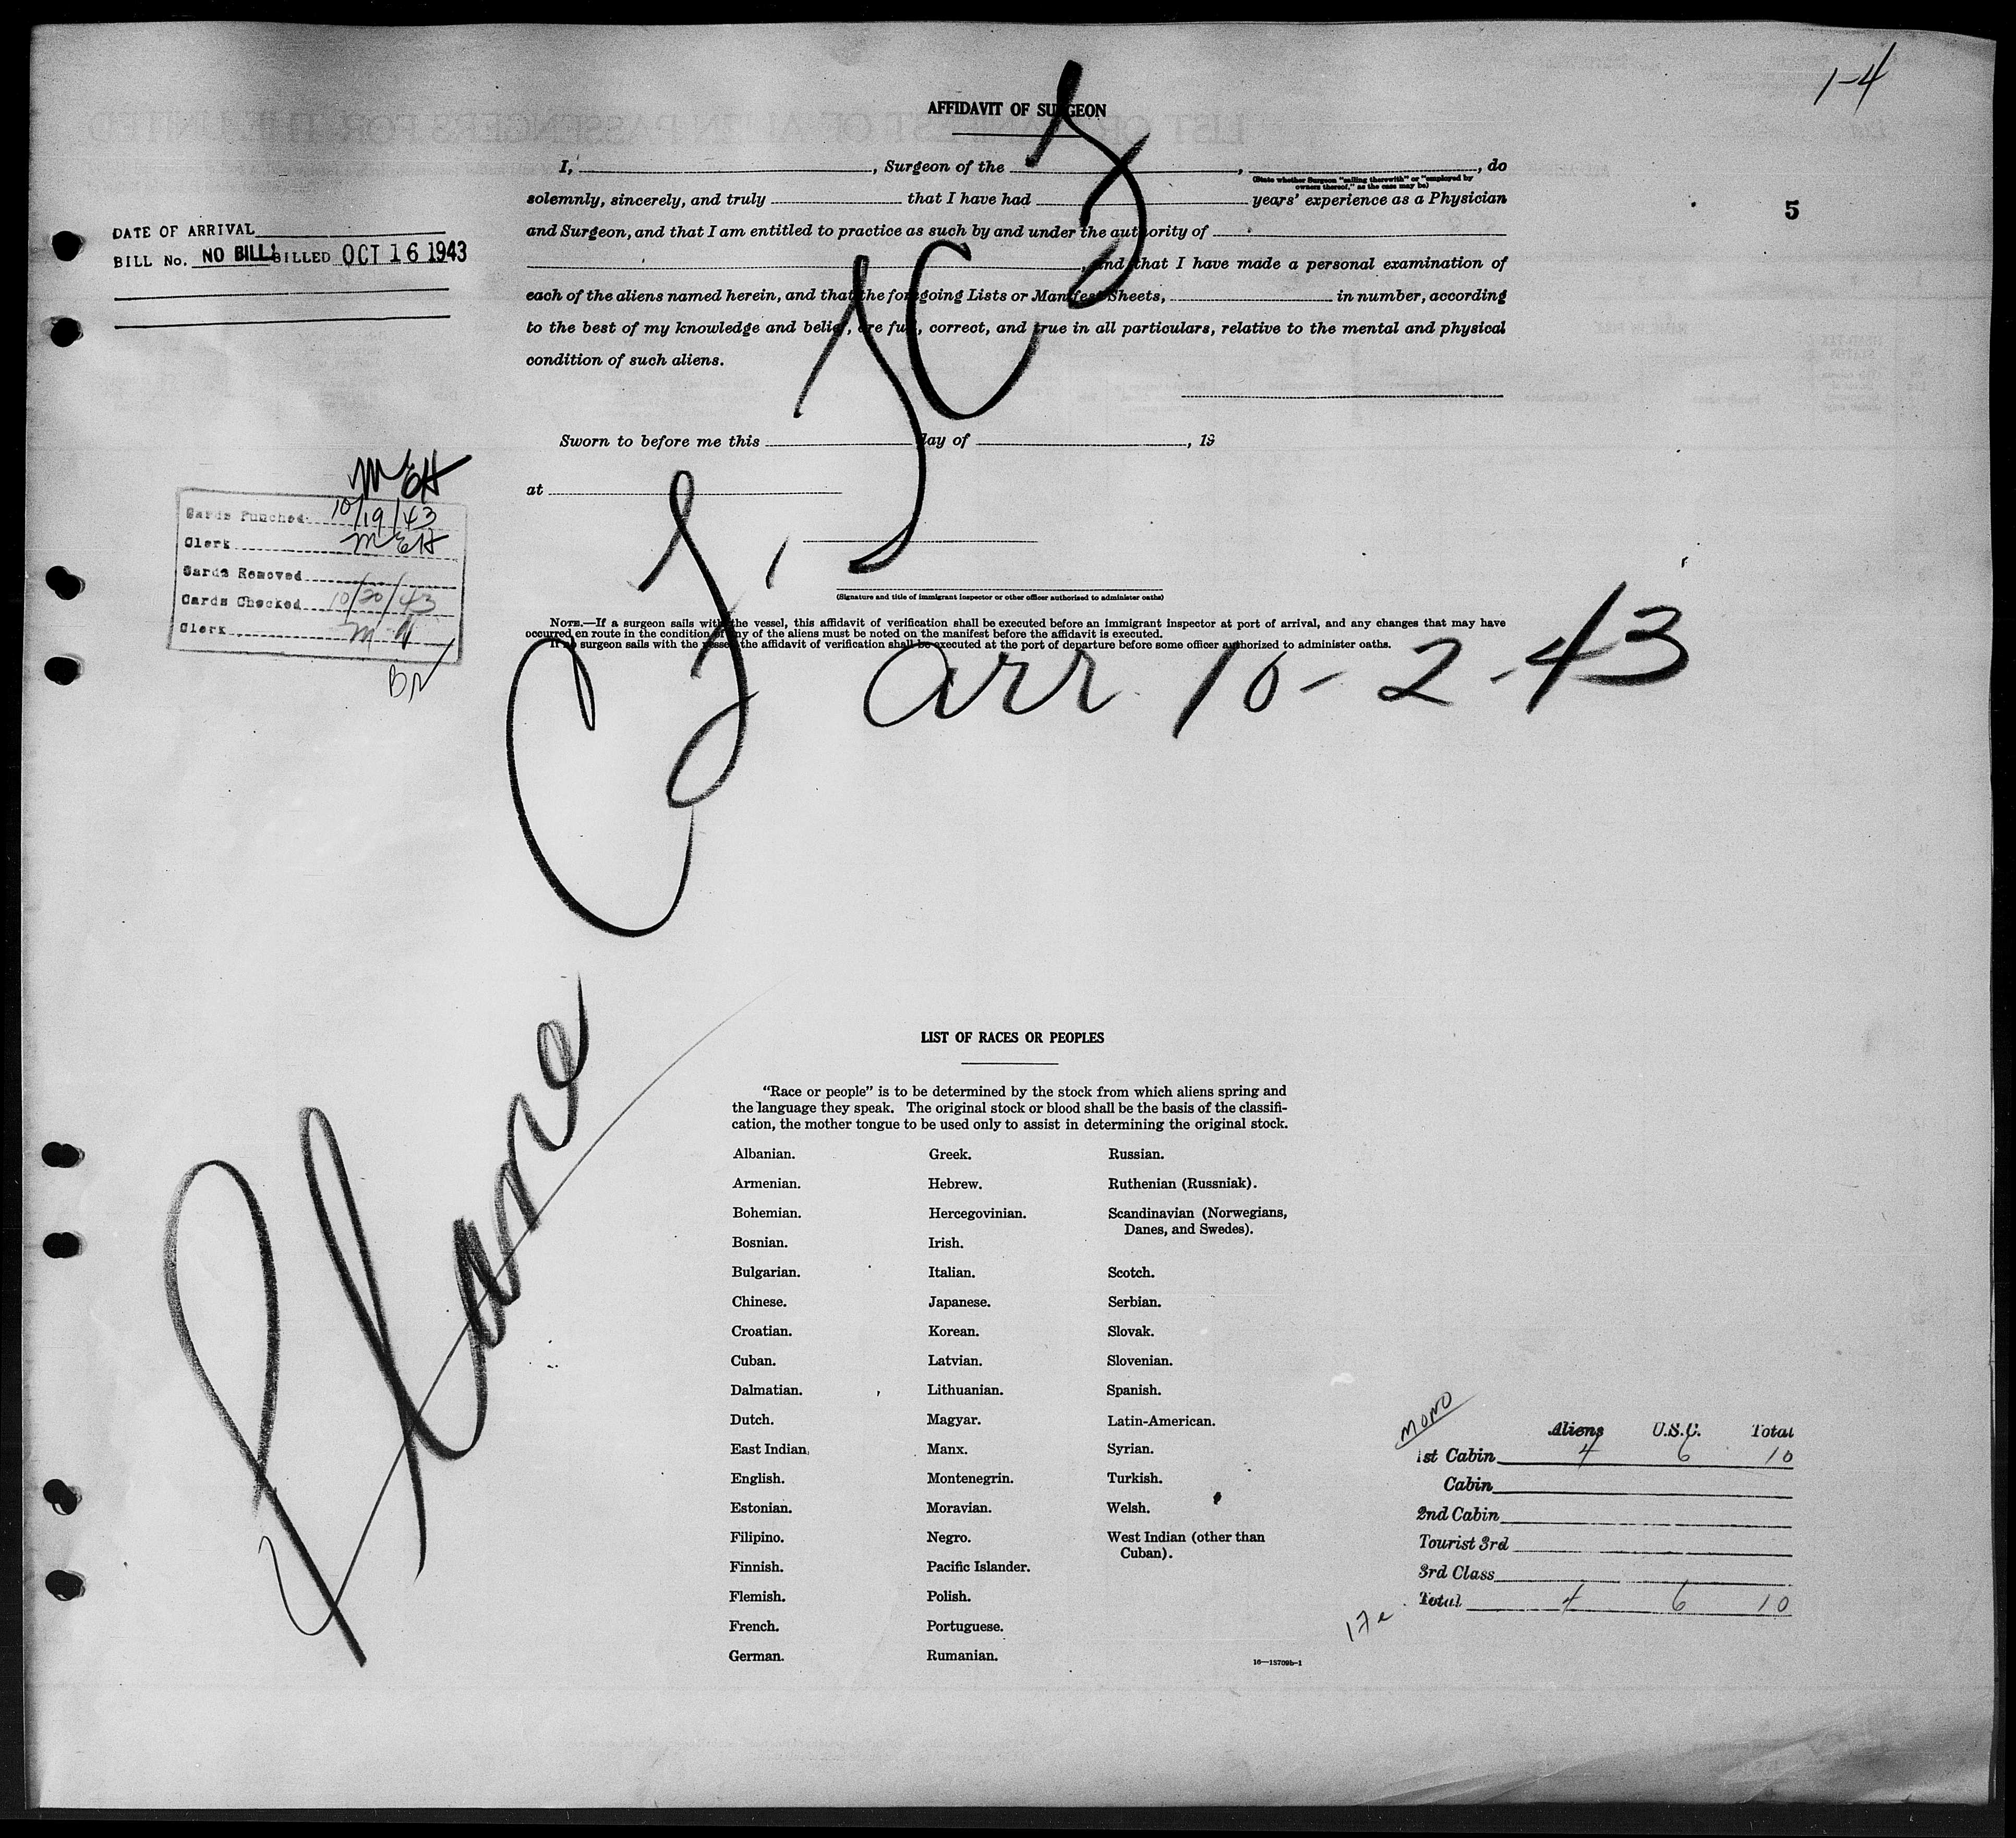 1-4
AFFIDAVIT OF SURGEON
I, , Surgeon of the , , do
(State whether Surgeon "sailing therewith" or "employed by
owners thereof," as the case may be)
solemnly, sincerely, and truly that I have had years' experience as a Physician
5
and Surgeon, and that I am entitled to practice as such by and under the authority of
, and that I have made a personal examination of
each of the aliens named herein, and that the foregoing Lists or Manifest Sheets, in number, according
to the best of my knowledge and belief, are full, correct, and true in all particulars, relative to the mental and physical
condition of such aliens.
DATE OF ARRIVAL
BILL No. NO BILL BILLED OCT 16 1943
Sworn to before me this day of , 19
at
(Signature and title of immigrant inspector or other officer authorized to administer oaths)
NOTE.—If a surgeon sails with the vessel, this affidavit of verification shall be executed before an immigrant inspector at port of arrival, and any changes that may have
occurred en route in the condition of any of the aliens must be noted on the manifest before the affidavit is executed.
If no surgeon sails with the vessel the affidavit of verification shall be executed at the port of departure before some officer authorized to administer oaths.
MEH
Cards Punched 10/19/43
Clerk MEH
Cards Removed
Cards Checked 10/20/43
Clerk
Plane
arr 10-2-43
LIST OF RACES OR PEOPLES
"Race or people" is to be determined by the stock from which aliens spring and
the language they speak. The original stock or blood shall be the basis of the classifi-
cation, the mother tongue to be used only to assist in determining the original stock.
Albanian. Greek. Russian.
Armenian. Hebrew. Ruthenian (Russniak).
Bohemian. Hercegovinian. Scandinavian (Norwegians,
Danes, and Swedes).
Bosnian. Irish.
Bulgarian. Italian. Scotch.
Chinese. Japanese. Serbian.
Croatian. Korean. Slovak.
Cuban. Latvian. Slovenian.
Dalmatian. Lithuanian. Spanish.
Dutch. Magyar. Latin-American.
East Indian. Manx. Syrian.
English. Montenegrin. Turkish.
Estonian. Moravian. Welsh.
Filipino. Negro. West Indian (other than
Cuban).
Finnish. Pacific Islander.
Flemish. Polish.
French. Portuguese.
German. Rumanian.
16—15709b-1
MONO
Aliens U.S.C. Total
1st Cabin 4 6 10
Cabin
2nd Cabin
Tourist 3rd
3rd Class
Total 4 6 10